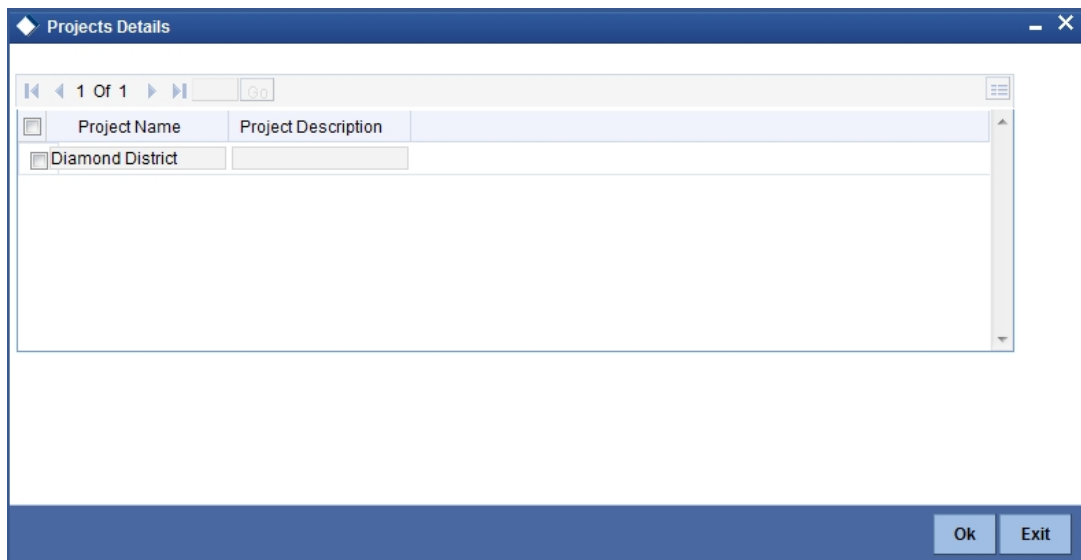 Projects Details
1 Of 1 Go
Project Name Project Description
Diamond District
Ok Exit